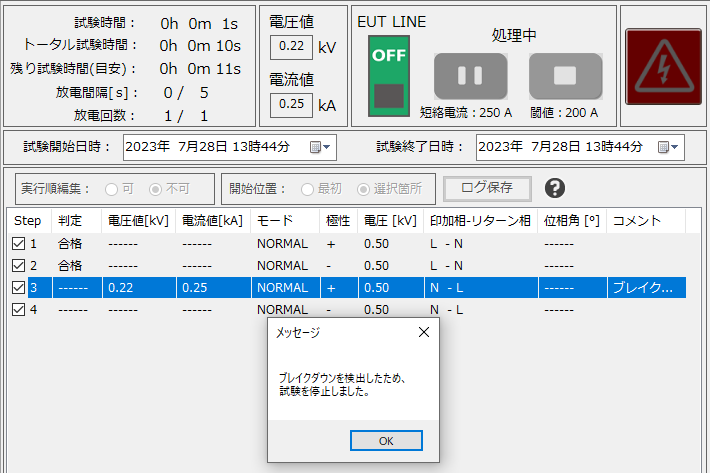 試験時間： 0h 0m 1s
トータル試験時間： 0h 0m 10s
残り試験時間(目安)： 0h 0m 11s
放電間隔[s]： 0 / 5
放電回数： 1 / 1
電圧値
0.22 kV
電流値
0.25 kA
EUT LINE
OFF
処理中
短絡電流：250 A 閾値：200 A
試験開始日時： 2023年 7月28日 13時44分 試験終了日時： 2023年 7月28日 13時44分
実行順編集： 可 不可 開始位置： 最初 選択箇所 ログ保存 ?
Step 判定 電圧値[kV] 電流値[kA] モード 極性 電圧 [kV] 印加相-リターン相 位相角 [°] コメント
1 合格 ------ ------ NORMAL + 0.50 L - N ------
2 合格 ------ ------ NORMAL - 0.50 L - N ------
3 ------ 0.22 0.25 NORMAL + 0.50 N - L ------ ブレイク...
4 ------ ------ ------ NORMAL - 0.50 N - L ------
メッセージ
ブレイクダウンを検出したため、
試験を停止しました。
OK